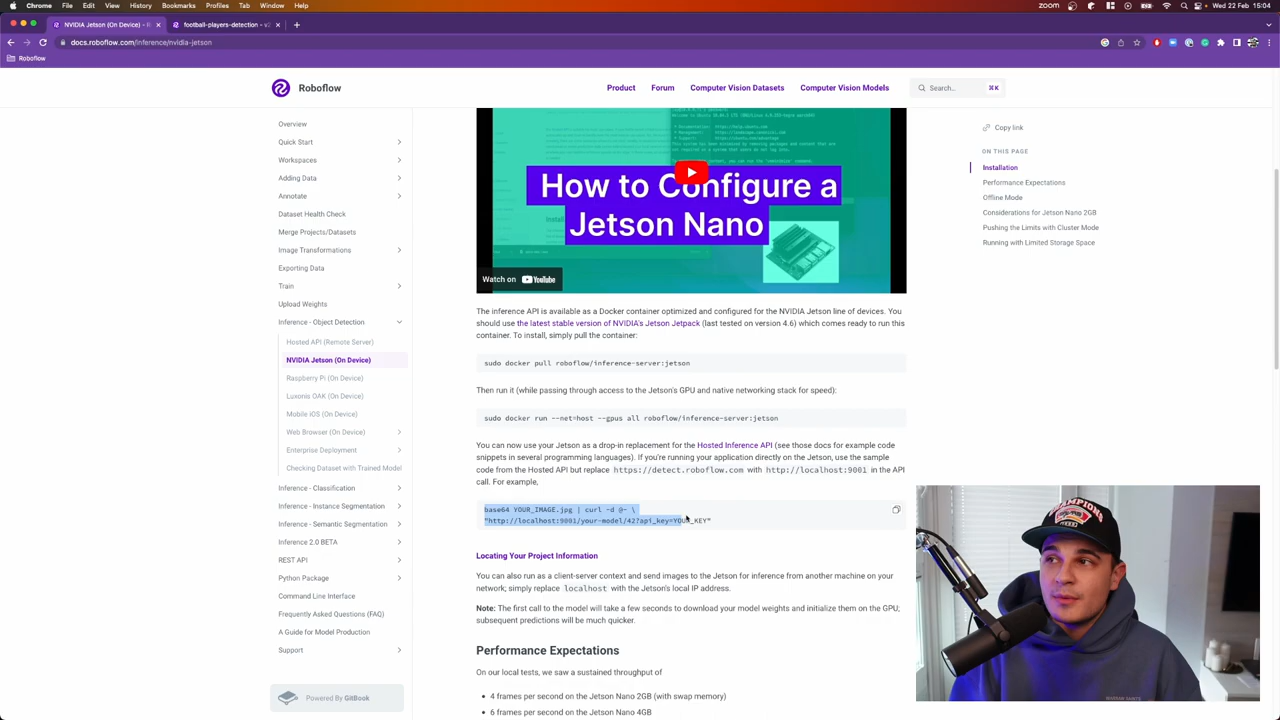 Chrome File Edit View History Bookmarks Profiles Tab Window Help
ZOOM
Wed 22 Feb 15:04
NVIDIA Jetson (On Device) - R
football-players-detection - v2
docs.roboflow.com/inference/nvidia-jetson
Roboflow
Roboflow
Product Forum Computer Vision Datasets Computer Vision Models
Search... ⌘K
Overview
Quick Start
Workspaces
Adding Data
Annotate
Dataset Health Check
Merge Projects/Datasets
Image Transformations
Exporting Data
Train
Upload Weights
Inference - Object Detection
Hosted API (Remote Server)
NVIDIA Jetson (On Device)
Raspberry Pi (On Device)
Luxonis OAK (On Device)
Mobile iOS (On Device)
Web Browser (On Device)
Enterprise Deployment
Checking Dataset with Trained Model
Inference - Classification
Inference - Instance Segmentation
Inference - Semantic Segmentation
Inference 2.0 BETA
REST API
Python Package
Command Line Interface
Frequently Asked Questions (FAQ)
A Guide for Model Production
Support
Powered By GitBook
How to Configure a
Jetson Nano
Watch on YouTube
The inference API is available as a Docker container optimized and configured for the NVIDIA Jetson line of devices. You
should use the latest stable version of NVIDIA's Jetson Jetpack (last tested on version 4.6) which comes ready to run this
container. To install, simply pull the container:
sudo docker pull roboflow/inference-server:jetson
Then run it (while passing through access to the Jetson's GPU and native networking stack for speed):
sudo docker run --net=host --gpus all roboflow/inference-server:jetson
You can now use your Jetson as a drop-in replacement for the Hosted Inference API (see those docs for example code
snippets in several programming languages). If you're running your application directly on the Jetson, use the sample
code from the Hosted API but replace https://detect.roboflow.com with http://localhost:9001 in the API
call. For example,
base64 YOUR_IMAGE.jpg | curl -d @- \
"http://localhost:9001/your-model/42?api_key=YOUR_KEY"
Locating Your Project Information
You can also run as a client-server context and send images to the Jetson for inference from another machine on your
network; simply replace localhost with the Jetson's local IP address.
Note: The first call to the model will take a few seconds to download your model weights and initialize them on the GPU;
subsequent predictions will be much quicker.
Performance Expectations
On our local tests, we saw a sustained throughput of
• 4 frames per second on the Jetson Nano 2GB (with swap memory)
• 6 frames per second on the Jetson Nano 4GB
Copy link
ON THIS PAGE
Installation
Performance Expectations
Offline Mode
Considerations for Jetson Nano 2GB
Pushing the Limits with Cluster Mode
Running with Limited Storage Space